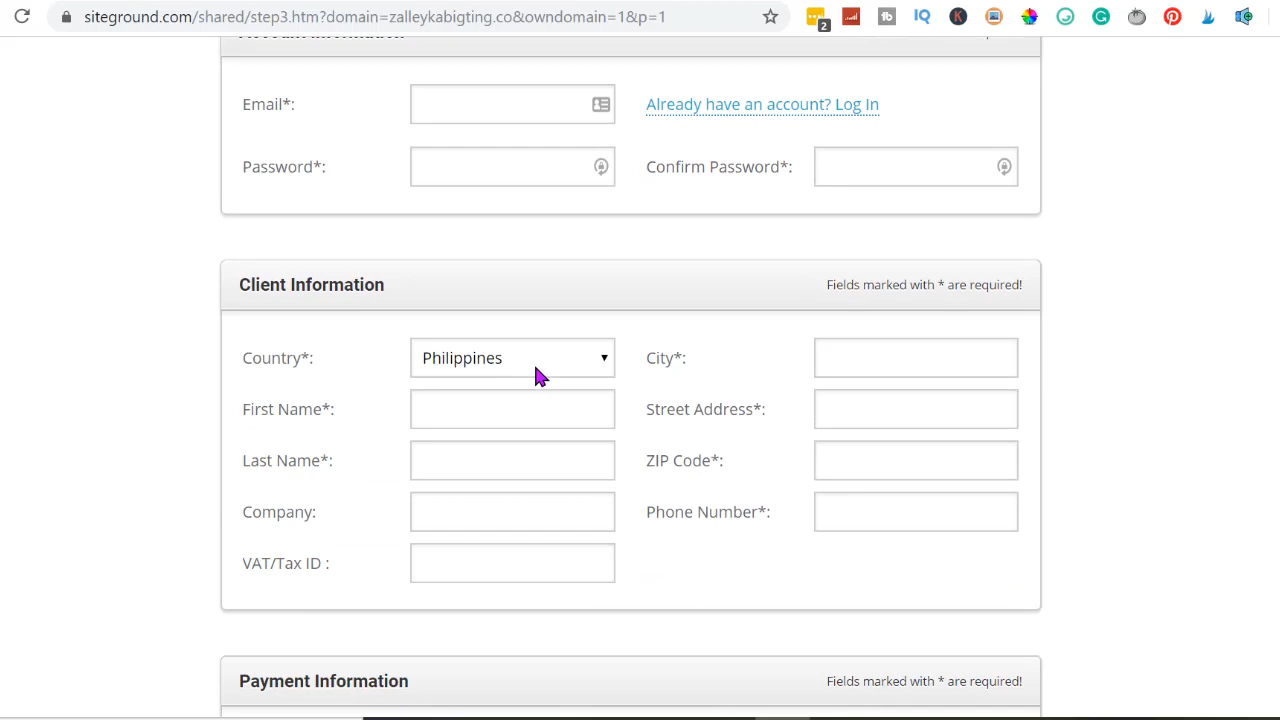 siteground.com/shared/step3.htm?domain=zalleykabigting.co&owndomain=1&p=1
2
Email*:
Already have an account? Log In
Password*:
Confirm Password*:
Client Information
Fields marked with * are required!
Country*:
Philippines
City*:
First Name*:
Street Address*:
Last Name*:
ZIP Code*:
Company:
Phone Number*:
VAT/Tax ID :
Payment Information
Fields marked with * are required!